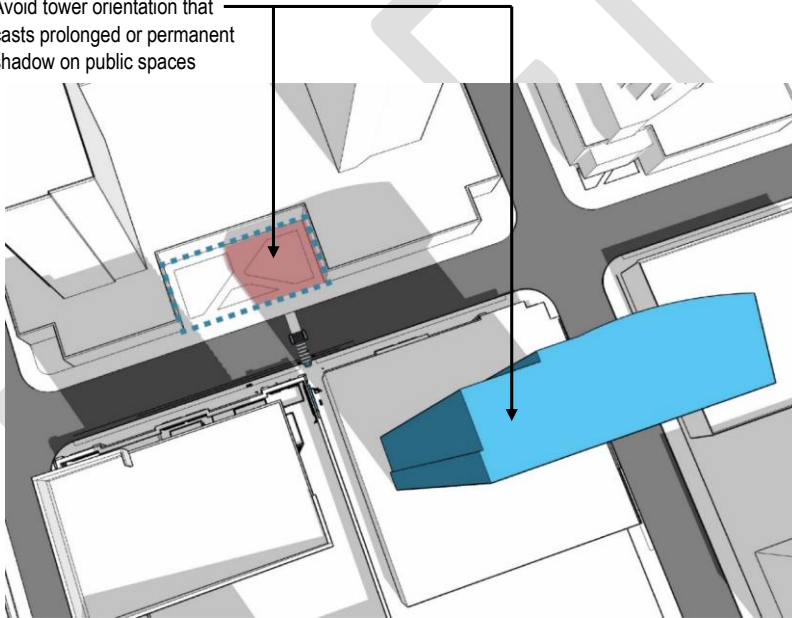 Avoid tower orientation that
casts prolonged or permanent
shadow on public spaces